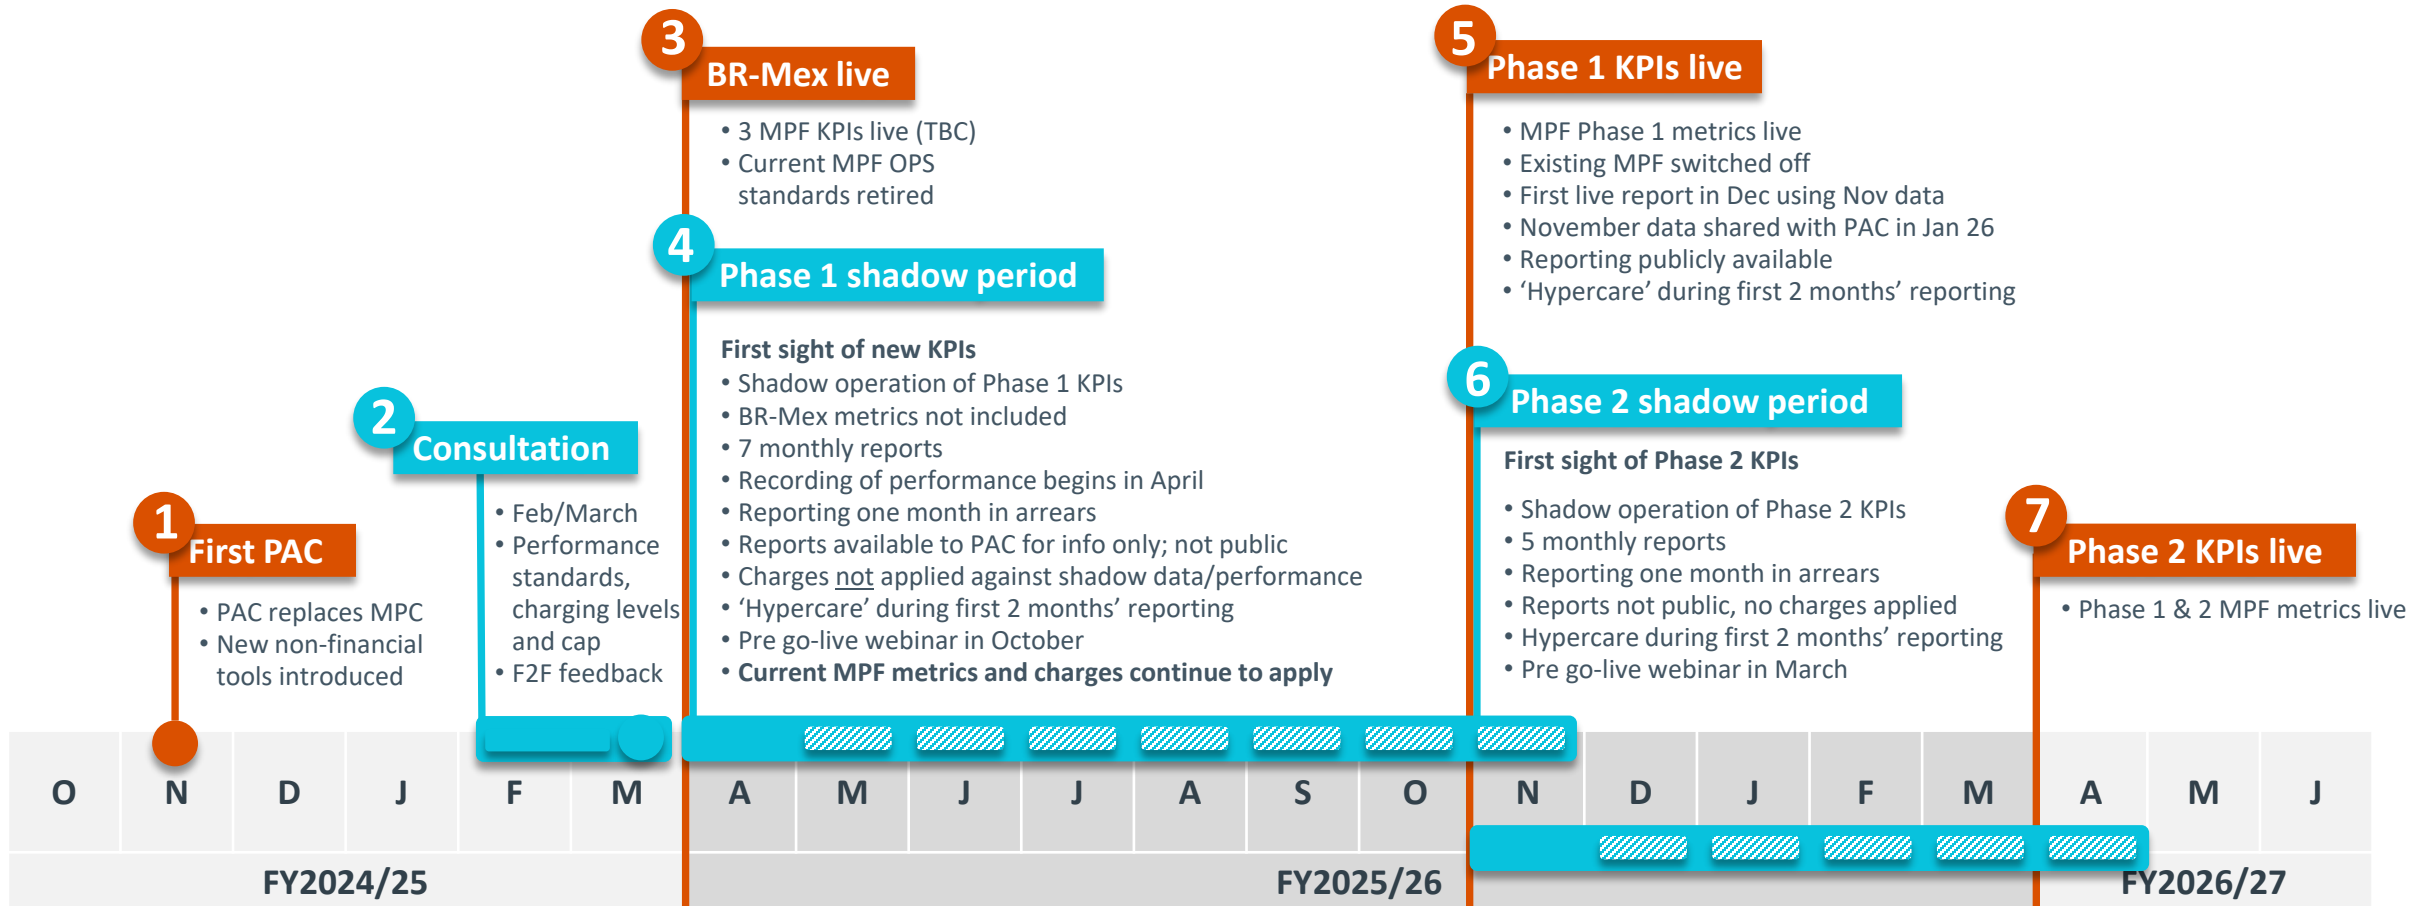 1
First PAC
• PAC replaces MPC
• New non-financial
tools introduced
2
Consultation
• Feb/March
• Performance
standards,
charging levels
and cap
• F2F feedback
3
BR-Mex live
• 3 MPF KPIs live (TBC)
• Current MPF OPS
standards retired
4
Phase 1 shadow period
First sight of new KPIs
• Shadow operation of Phase 1 KPIs
• BR-Mex metrics not included
• 7 monthly reports
• Recording of performance begins in April
• Reporting one month in arrears
• Reports available to PAC for info only; not public
• Charges not applied against shadow data/performance
• ‘Hypercare’ during first 2 months’ reporting
• Pre go-live webinar in October
• Current MPF metrics and charges continue to apply
5
Phase 1 KPIs live
• MPF Phase 1 metrics live
• Existing MPF switched off
• First live report in Dec using Nov data
• November data shared with PAC in Jan 26
• Reporting publicly available
• ‘Hypercare’ during first 2 months’ reporting
6
Phase 2 shadow period
First sight of Phase 2 KPIs
• Shadow operation of Phase 2 KPIs
• 5 monthly reports
• Reporting one month in arrears
• Reports not public, no charges applied
• Hypercare during first 2 months’ reporting
• Pre go-live webinar in March
7
Phase 2 KPIs live
• Phase 1 & 2 MPF metrics live
O N D J F M A M J J A S O N D J F M A M J
FY2024/25 FY2025/26 FY2026/27